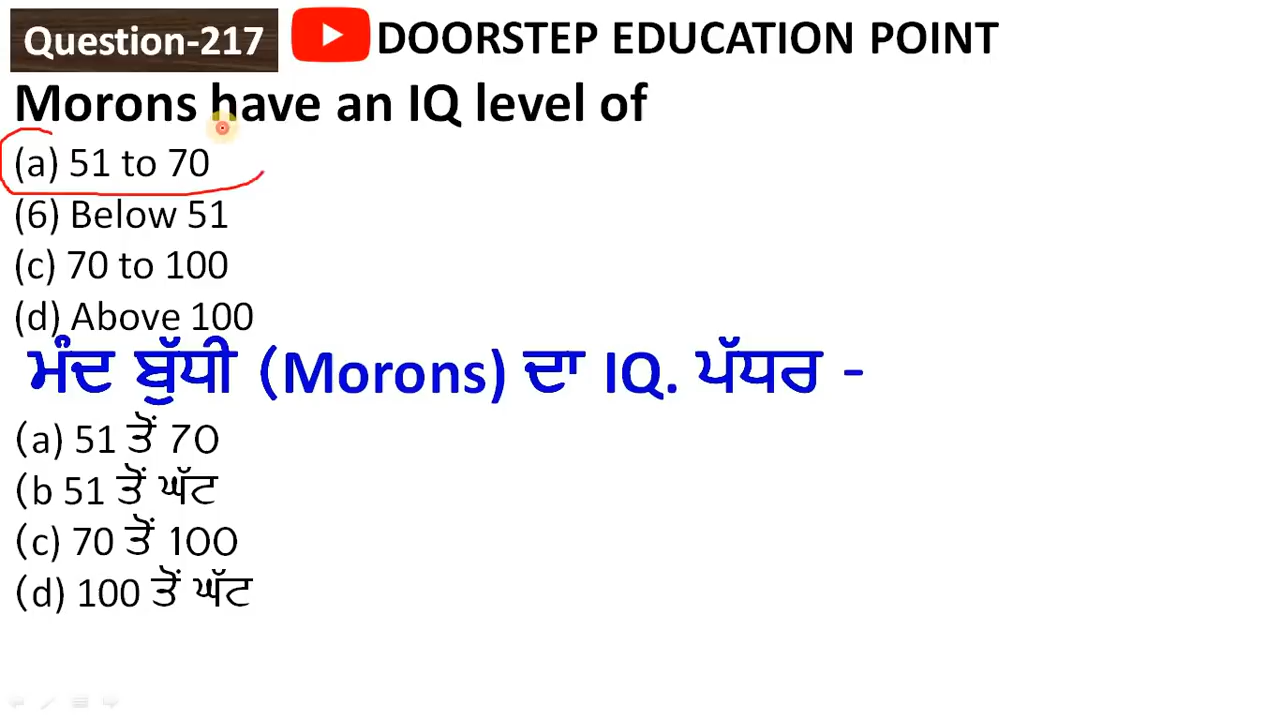 Question-217 DOORSTEP EDUCATION POINT
Morons have an IQ level of
(a) 51 to 70
(6) Below 51
(c) 70 to 100
(d) Above 100
ਮੰਦ ਬੁੱਧੀ (Morons) ਦਾ IQ. ਪੱਧਰ -
(a) 51 ਤੋਂ 70
(b 51 ਤੋਂ ਘੱਟ
(c) 70 ਤੋਂ 100
(d) 100 ਤੋਂ ਘੱਟ